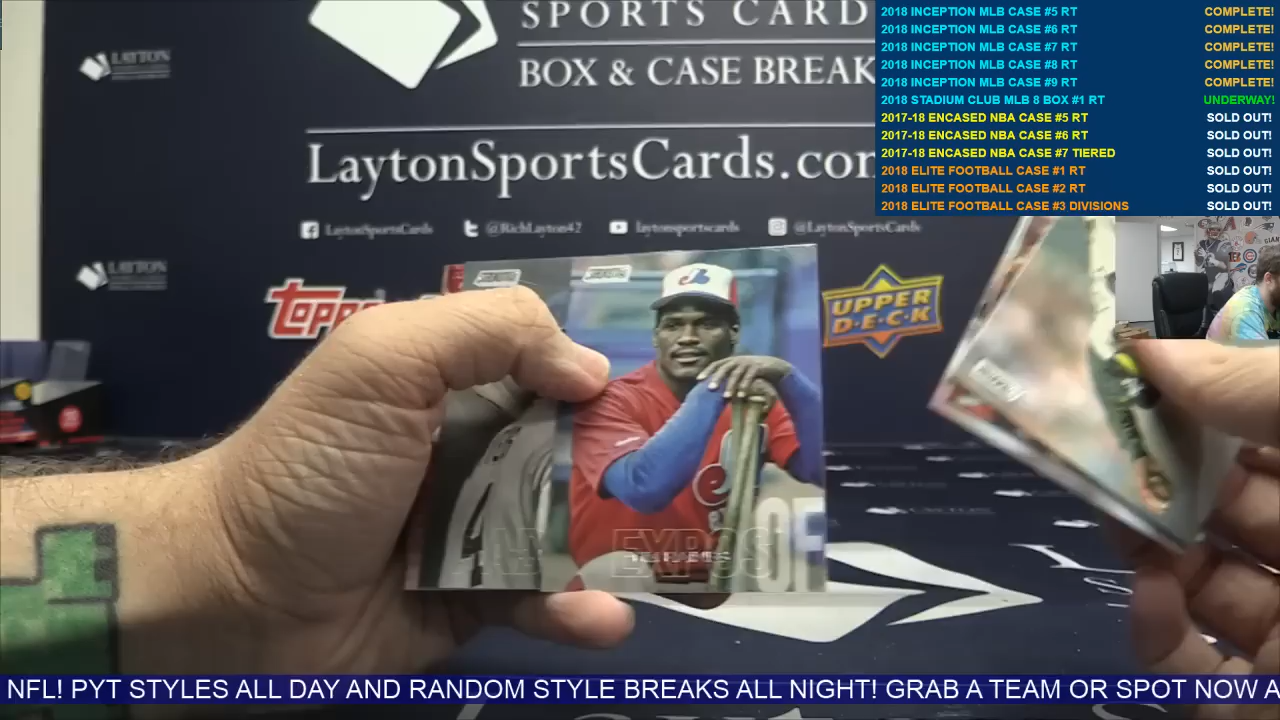 SPORTS CARD
BOX & CASE BREAK
LaytonSportsCards.com
LaytonSportsCards
@RichLayton42
laytonsportscards
@LaytonSportsCards
LAYTON
LAYTON
Topps
UPPER
D·E·C·K
EXPOS
TIM RAINES
2018 INCEPTION MLB CASE #5 RT COMPLETE!
2018 INCEPTION MLB CASE #6 RT COMPLETE!
2018 INCEPTION MLB CASE #7 RT COMPLETE!
2018 INCEPTION MLB CASE #8 RT COMPLETE!
2018 INCEPTION MLB CASE #9 RT COMPLETE!
2018 STADIUM CLUB MLB 8 BOX #1 RT UNDERWAY!
2017-18 ENCASED NBA CASE #5 RT SOLD OUT!
2017-18 ENCASED NBA CASE #6 RT SOLD OUT!
2017-18 ENCASED NBA CASE #7 TIERED SOLD OUT!
2018 ELITE FOOTBALL CASE #1 RT SOLD OUT!
2018 ELITE FOOTBALL CASE #2 RT SOLD OUT!
2018 ELITE FOOTBALL CASE #3 DIVISIONS SOLD OUT!
NFL! PYT STYLES ALL DAY AND RANDOM STYLE BREAKS ALL NIGHT! GRAB A TEAM OR SPOT NOW A